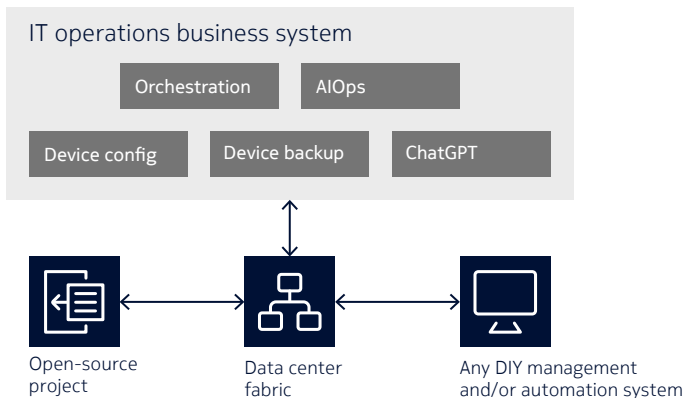 IT operations business system
Orchestration
AIOps
Device config
Device backup
ChatGPT
Open-source
project
Data center
fabric
Any DIY management
and/or automation system